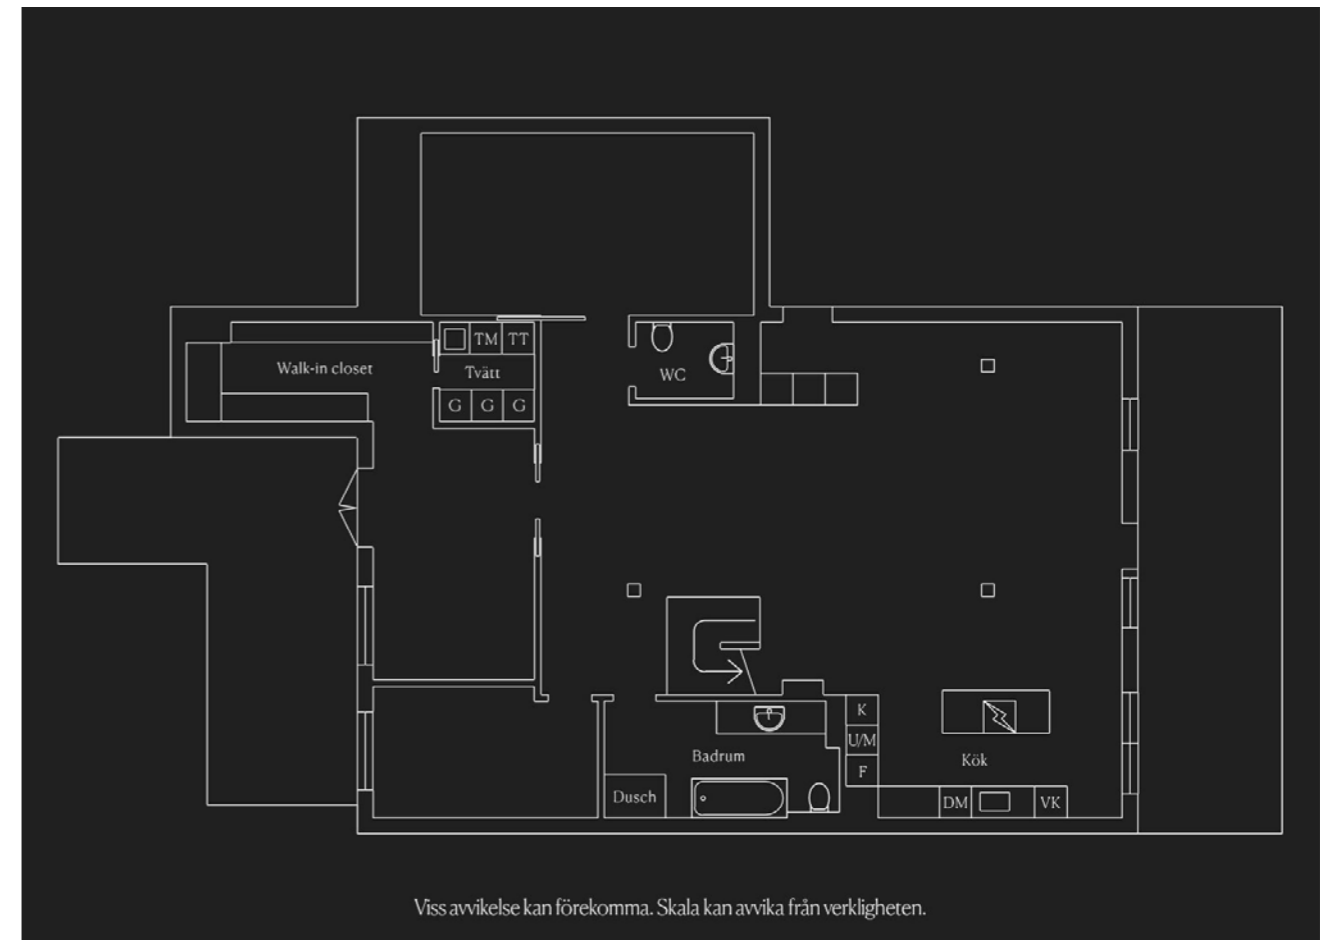 TM TT
Walk-in closet
Tvätt
WC
G G G
K
U/M
F
Badrum
Kök
Dusch
DM
VK
Viss avvikelse kan förekomma. Skala kan avvika från verkligheten.